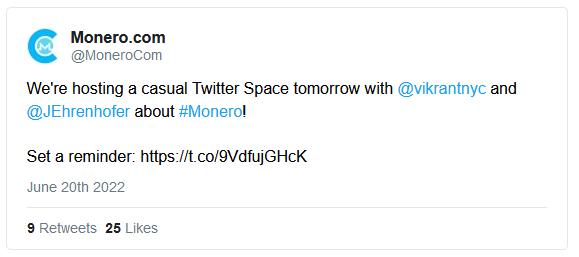 Monero.com
@MoneroCom
We're hosting a casual Twitter Space tomorrow with @vikrantnyc and
@JEhrenhofer about #Monero!
Set a reminder: https://t.co/9VdfujGHcK
June 20th 2022
9 Retweets 25 Likes